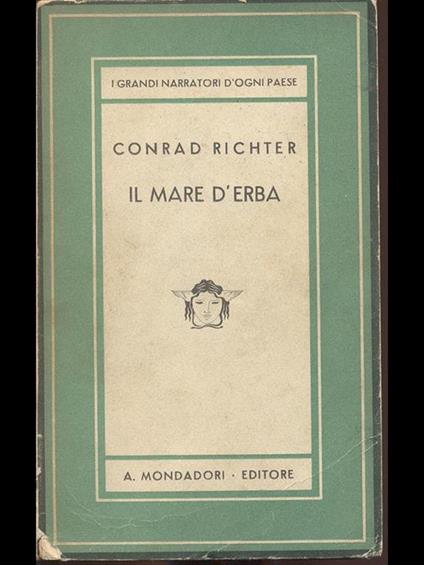 I GRANDI NARRATORI D'OGNI PAESE
CONRAD RICHTER
IL MARE D'ERBA
A. MONDADORI · EDITORE